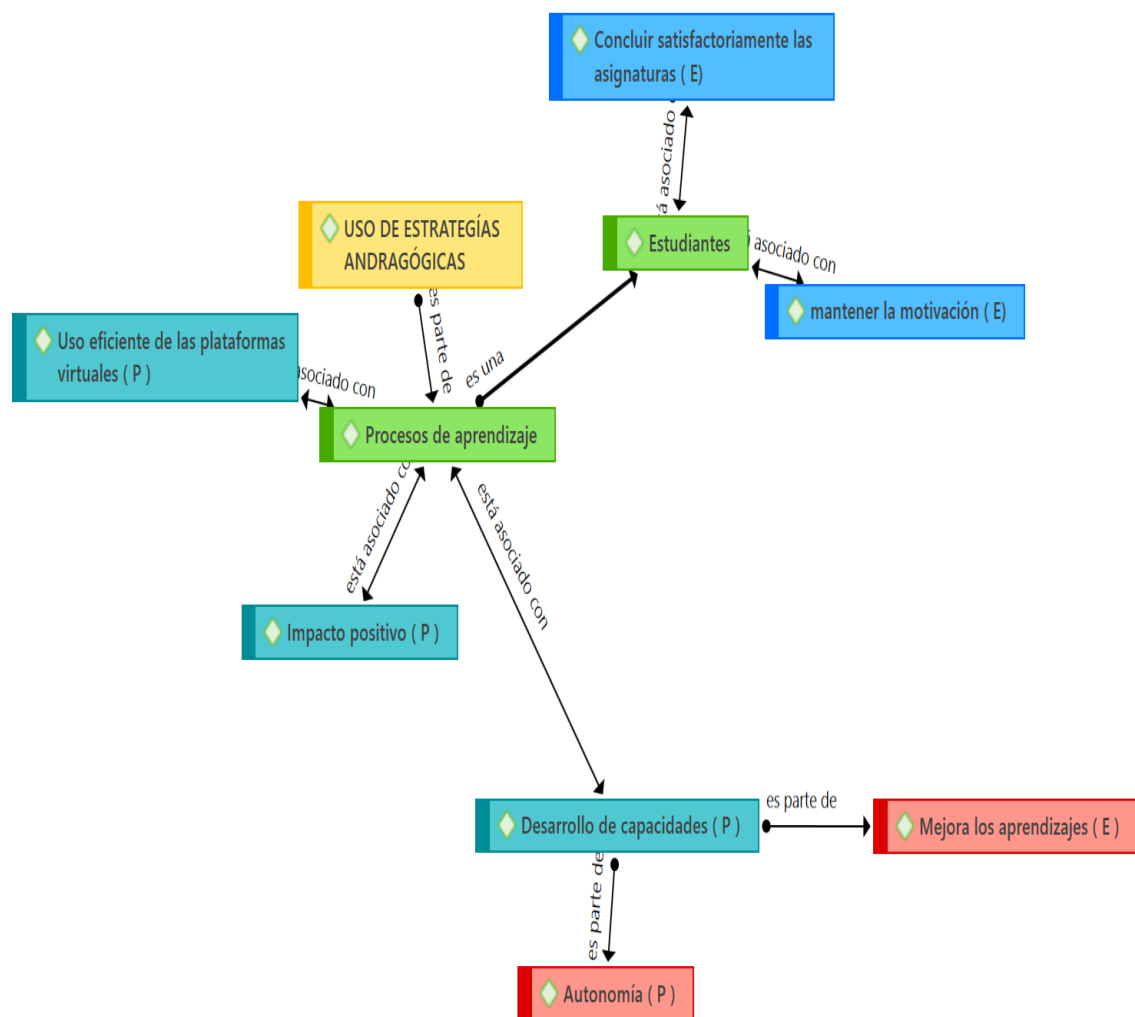 Concluir satisfactoriamente las
asignaturas ( E)
á asociado
USO DE ESTRATEGÍAS
ANDRAGÓGICAS
Estudiantes
asociado con
mantener la motivación ( E)
es parte de
Uso eficiente de las plataformas
virtuales ( P )
asociado con
es una
Procesos de aprendizaje
está asociado co
está asociado con
Impacto positivo ( P )
Desarrollo de capacidades ( P )
es parte de
Mejora los aprendizajes ( E )
es parte de
Autonomía ( P )